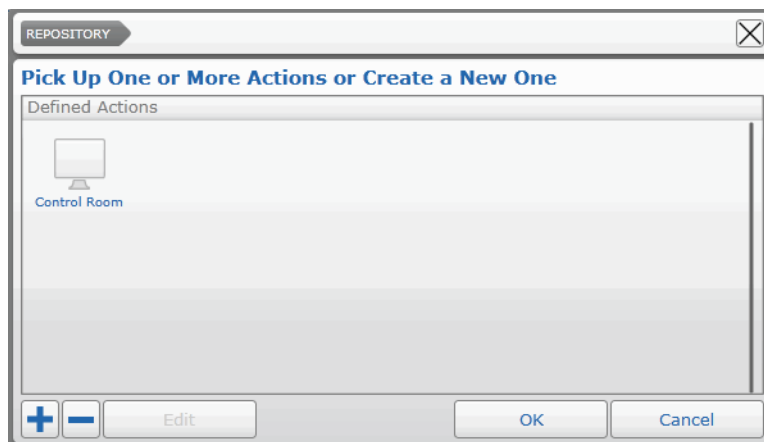 REPOSITORY
Pick Up One or More Actions or Create a New One
Defined Actions
Control Room
Edit
OK
Cancel